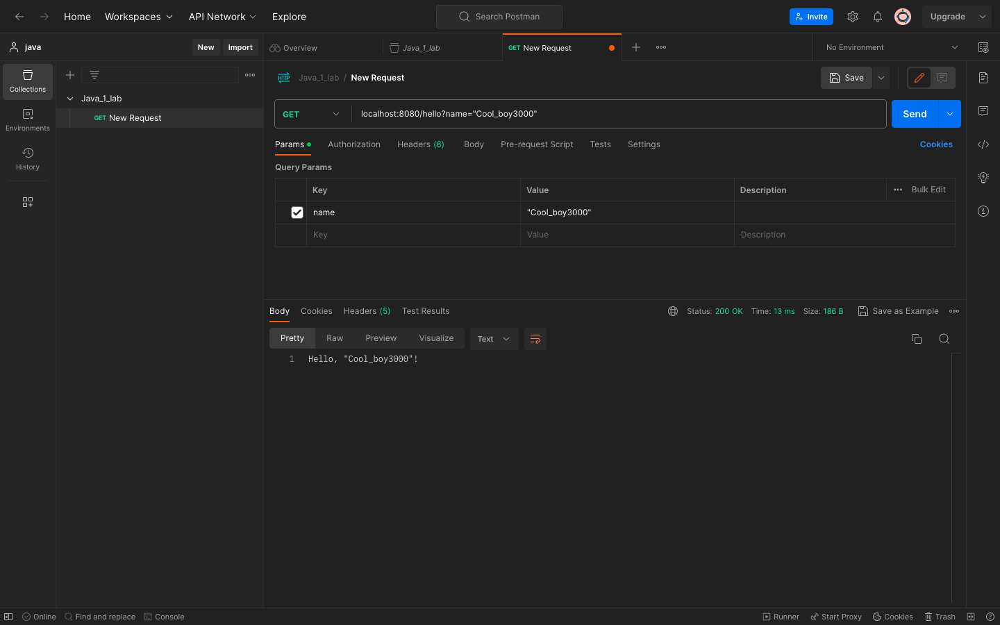 Home Workspaces API Network Explore Search Postman Invite Upgrade
java New Import Overview Java_1_lab GET New Request No Environment
Collections
Environments
History
Java_1_lab
GET New Request
HTTP Java_1_lab / New Request Save
GET localhost:8080/hello?name="Cool_boy3000" Send
Params Authorization Headers (6) Body Pre-request Script Tests Settings Cookies
Query Params
Key Value Description Bulk Edit
name "Cool_boy3000"
Key Value Description
Body Cookies Headers (5) Test Results Status: 200 OK Time: 13 ms Size: 186 B Save as Example
Pretty Raw Preview Visualize Text
1 Hello, "Cool_boy3000"!
Online Find and replace Console Runner Start Proxy Cookies Trash